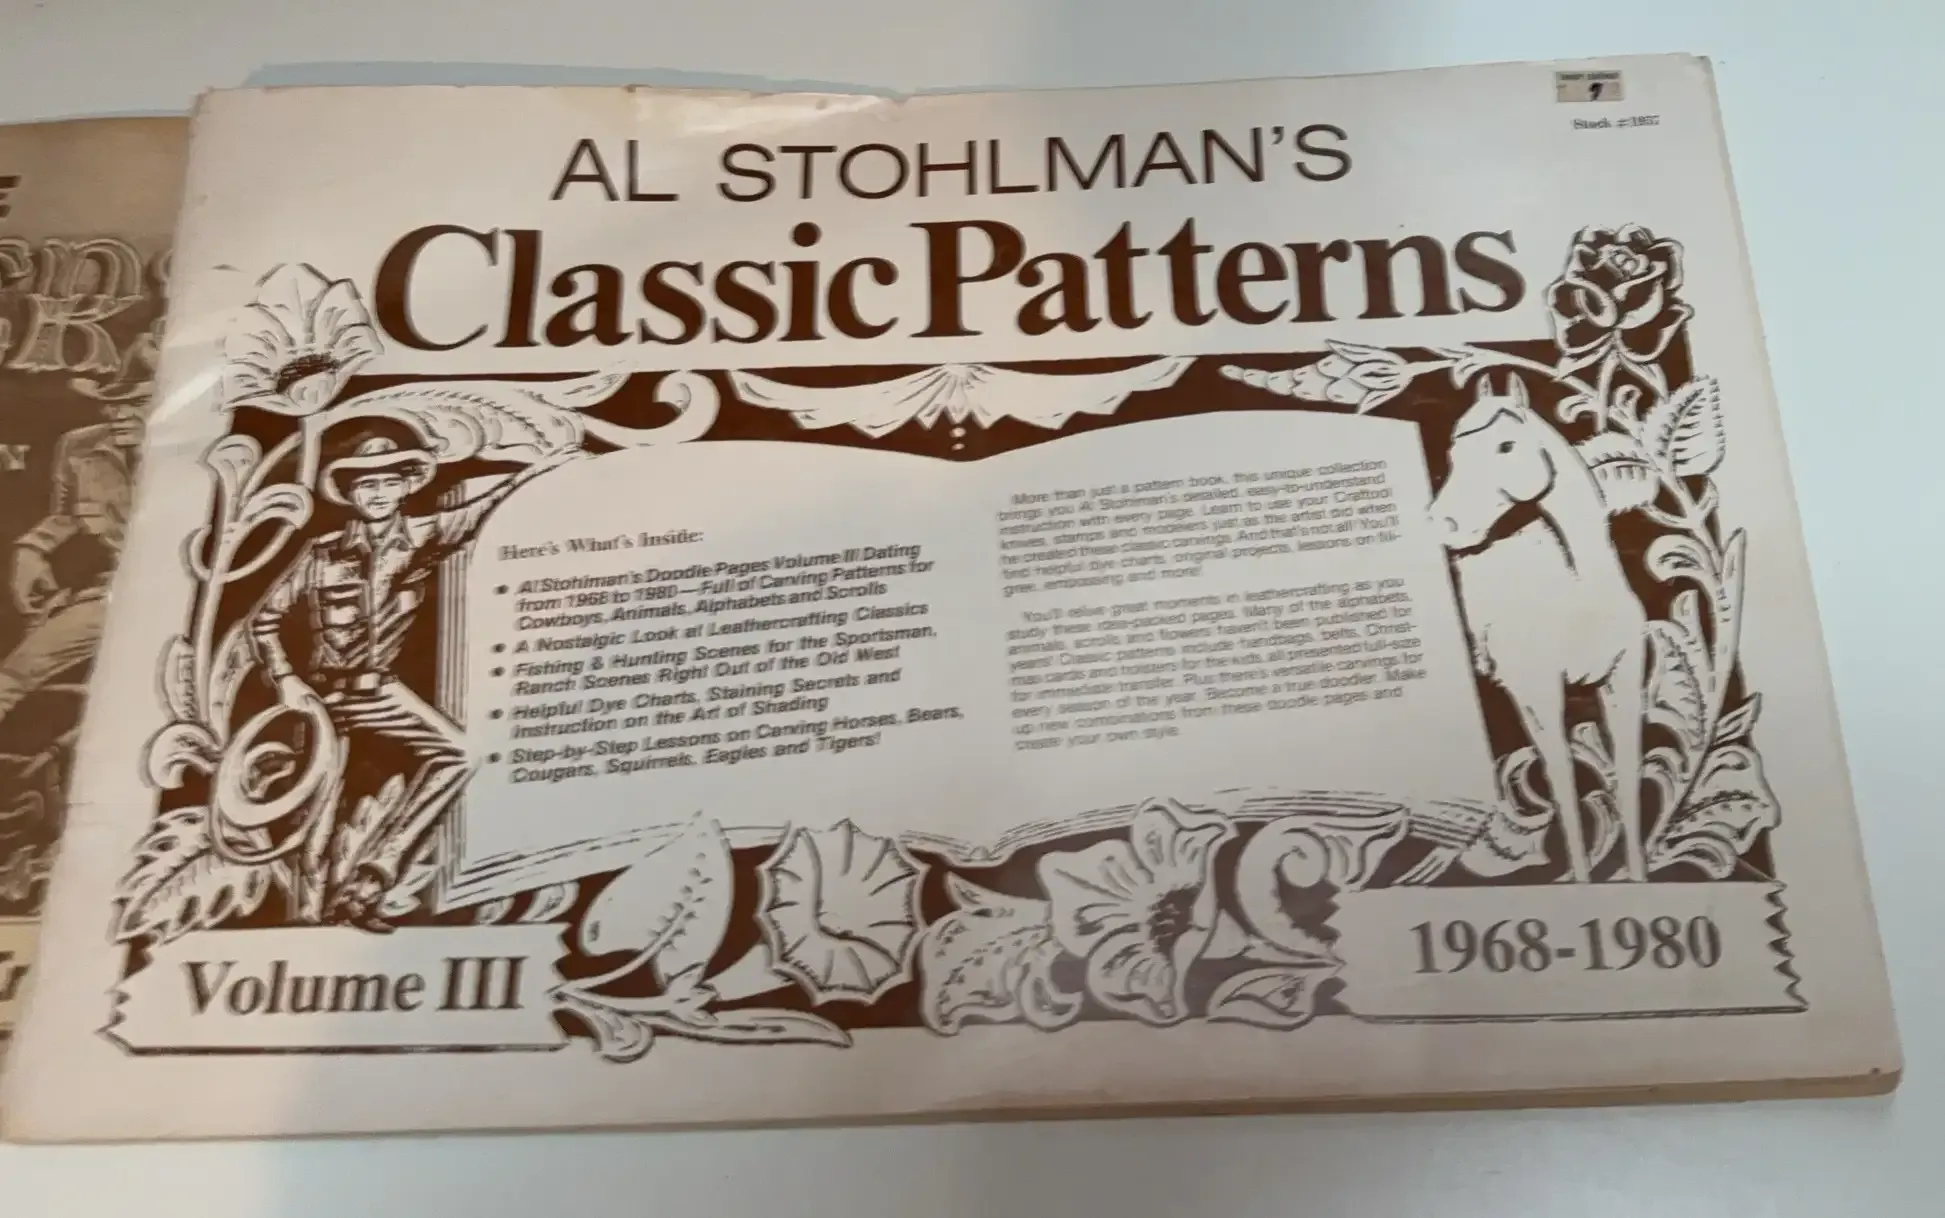 AL STOHLMAN'S
Classic Patterns
Here's What's Inside:
• Al Stohlman's Doodle Pages Volume III Dating
from 1968 to 1980—Full of Carving Patterns for
Cowboys, Animals, Alphabets and Scrolls
• A Nostalgic Look at Leathercrafting Classics
• Fishing & Hunting Scenes for the Sportsman,
Ranch Scenes Right Out of the Old West
• Helpful Dye Charts, Staining Secrets and
Instruction on the Art of Shading
• Step-by-Step Lessons on Carving Horses, Bears,
Cougars, Squirrels, Eagles and Tigers!
More than just a pattern book, this unique collection
brings you Al Stohlman's detailed, easy-to-understand
instruction with every page. Learn to use your Craftool
knives, stamps and modelers just as the artist did when
he created these classic carvings. And that's not all! You'll
find helpful dye charts, original projects, lessons on fili-
gree, embossing and more!
You'll relive great moments in leathercrafting as you
study these idea-packed pages. Many of the alphabets,
animals, scrolls and flowers haven't been published for
years! Classic patterns include handbags, belts, Christ-
mas cards and holsters for the kids, all presented full-size
for immediate transfer. Plus there's versatile carvings for
every season of the year. Become a true doodler. Make
up new combinations from these doodle pages and
create your own style.
Volume III
1968-1980
Stock #